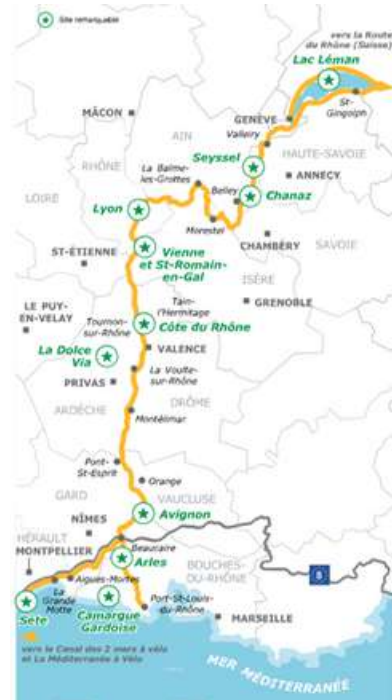 Site remarquable
vers la Route
du Rhône (Suisse)
Lac Léman
St-
Gingolph
GENÈVE
MÂCON
Valleiry
AIN
HAUTE-SAVOIE
Seyssel
RHÔNE
La Balme-
les-Grottes
ANNECY
Belley
Chanaz
LOIRE
Lyon
Morestel
CHAMBÉRY
SAVOIE
Vienne
et St-Romain-
en-Gal
ST-ÉTIENNE
ISÈRE
GRENOBLE
LE PUY-
EN-VELAY
Tain-
l'Hermitage
Tournon-
sur-Rhône
Côte du Rhône
La Dolce
Via
VALENCE
La Voulte-
sur-Rhône
PRIVAS
ARDÈCHE
DRÔME
Montélimar
Pont-
St-Esprit
Orange
GARD
VAUCLUSE
Avignon
NÎMES
HÉRAULT
MONTPELLIER
Beaucaire
Arles
8
Aigues-Mortes
BOUCHES-
DU-RHÔNE
La
Grande
Motte
Port-St-Louis-
du-Rhône
Sète
Camargue
Gardoise
MARSEILLE
vers le Canal des 2 mers à vélo
et La Méditerranée à Vélo
MER MÉDITERRANÉE